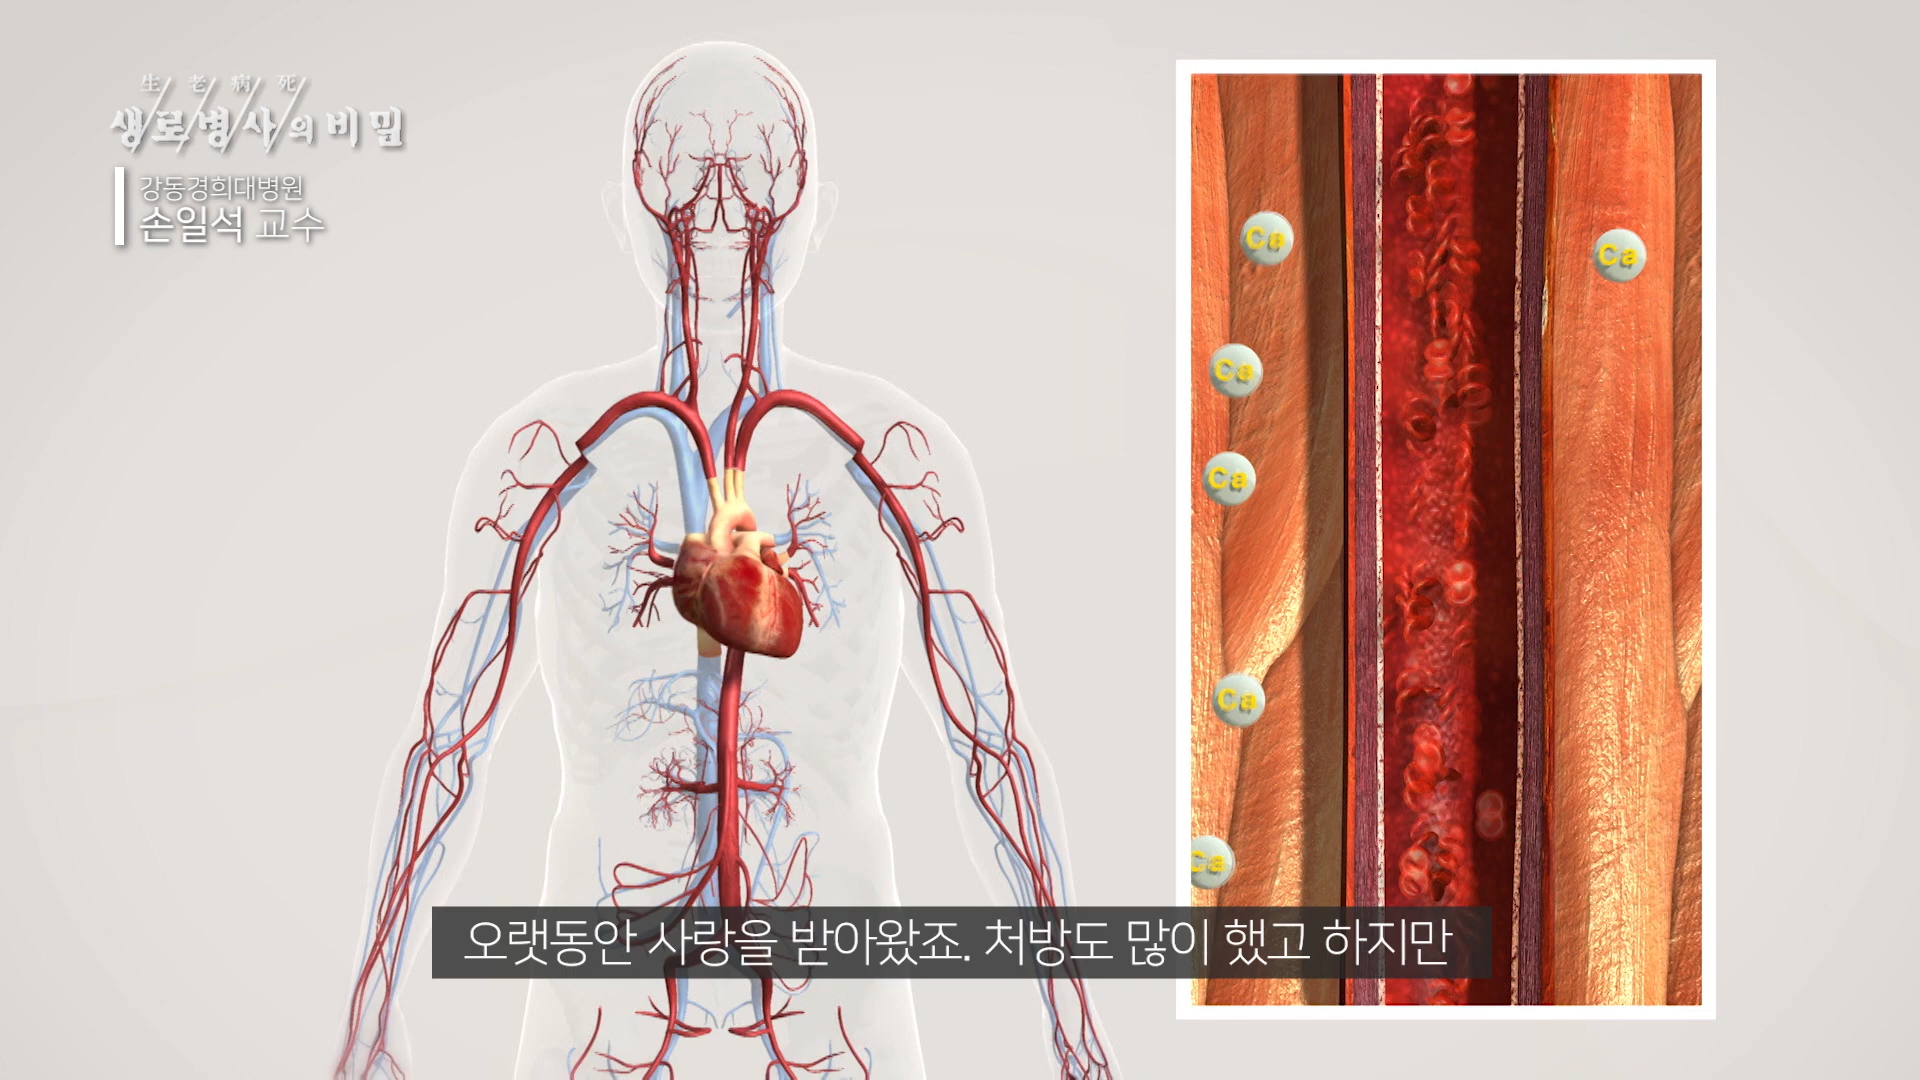 生老病死
생로병사의 비밀
강동경희대병원
손일석 교수
Ca
Ca
Ca
Ca
Ca
Ca
오랫동안 사랑을 받아왔죠. 처방도 많이 했고 하지만